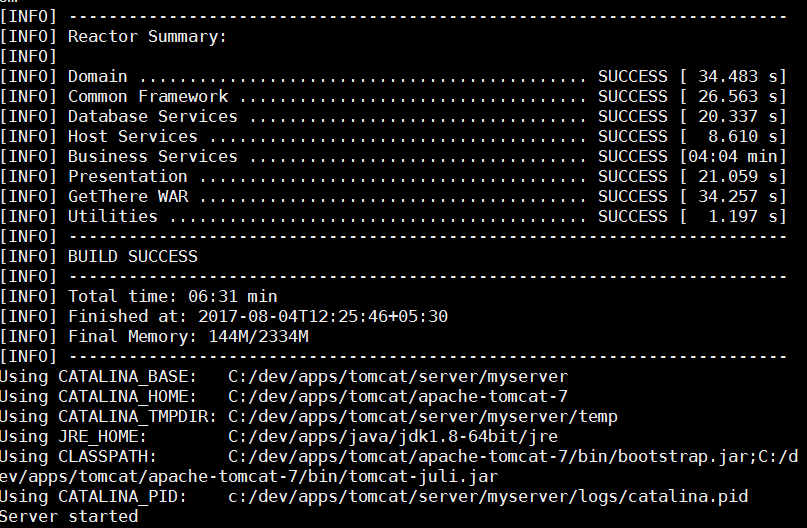 [INFO] ------------------------------------------------------------------------
[INFO] Reactor Summary:
[INFO]
[INFO] Domain ............................................. SUCCESS [ 34.483 s]
[INFO] Common Framework ................................... SUCCESS [ 26.563 s]
[INFO] Database Services .................................. SUCCESS [ 20.337 s]
[INFO] Host Services ...................................... SUCCESS [  8.610 s]
[INFO] Business Services .................................. SUCCESS [04:04 min]
[INFO] Presentation ....................................... SUCCESS [ 21.059 s]
[INFO] GetThere WAR ....................................... SUCCESS [ 34.257 s]
[INFO] Utilities .......................................... SUCCESS [  1.197 s]
[INFO] ------------------------------------------------------------------------
[INFO] BUILD SUCCESS
[INFO] ------------------------------------------------------------------------
[INFO] Total time: 06:31 min
[INFO] Finished at: 2017-08-04T12:25:46+05:30
[INFO] Final Memory: 144M/2334M
[INFO] ------------------------------------------------------------------------
Using CATALINA_BASE:   C:/dev/apps/tomcat/server/myserver
Using CATALINA_HOME:   C:/dev/apps/tomcat/apache-tomcat-7
Using CATALINA_TMPDIR: C:/dev/apps/tomcat/server/myserver/temp
Using JRE_HOME:        C:/dev/apps/java/jdk1.8-64bit/jre
Using CLASSPATH:       C:/dev/apps/tomcat/apache-tomcat-7/bin/bootstrap.jar;C:/d
ev/apps/tomcat/apache-tomcat-7/bin/tomcat-juli.jar
Using CATALINA_PID:    c:/dev/apps/tomcat/server/myserver/logs/catalina.pid
Server started